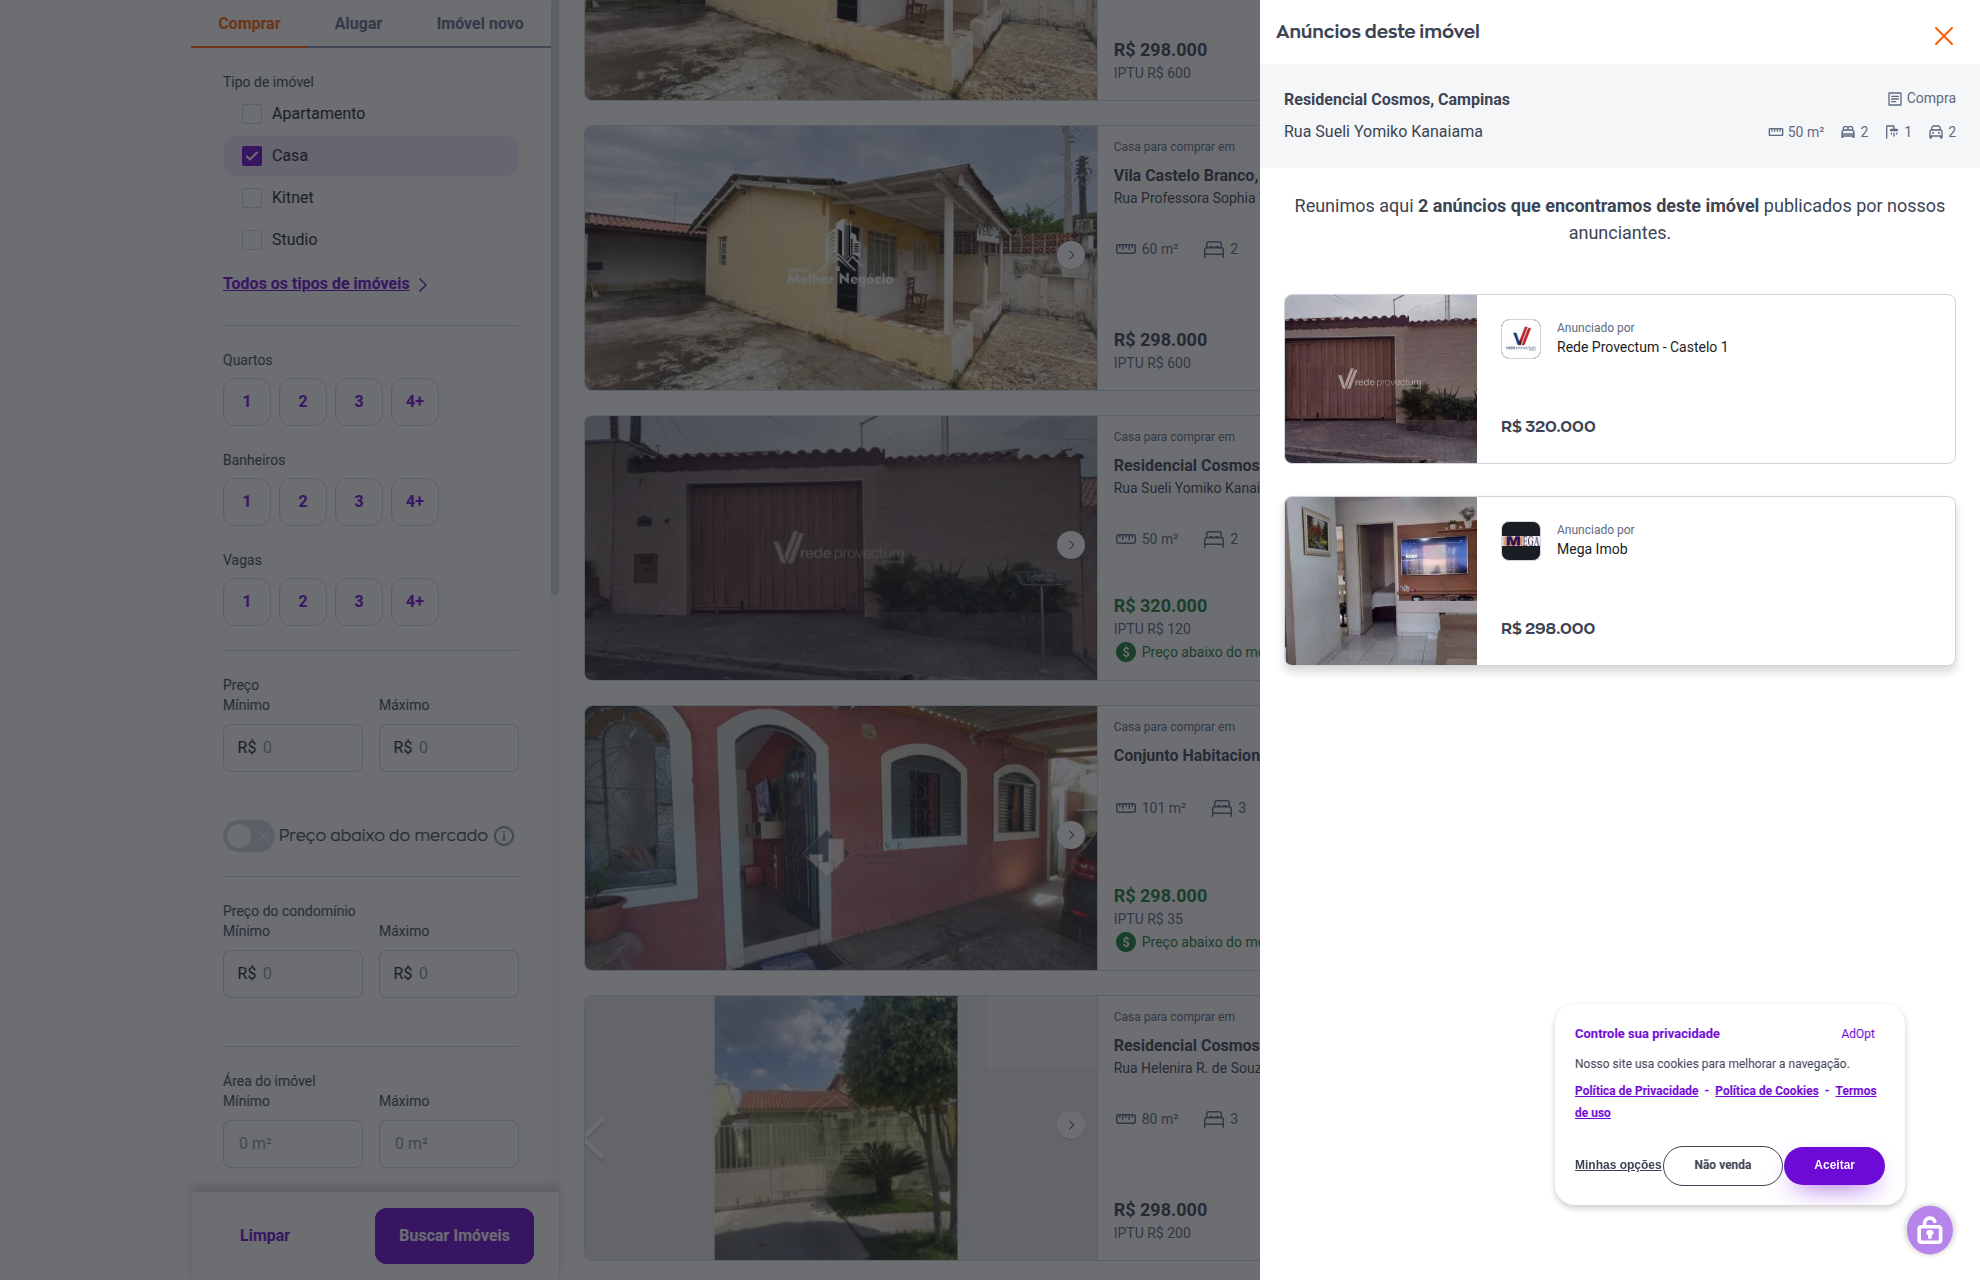 Comprar
Alugar
Imóvel novo
Tipo de imóvel
Apartamento
Casa
Kitnet
Studio
Todos os tipos de imóveis
Quartos
1
2
3
4+
Banheiros
1
2
3
4+
Vagas
1
2
3
4+
Preço
Mínimo
Máximo
R$ 0
R$ 0
Preço abaixo do mercado
Preço do condomínio
Mínimo
Máximo
R$ 0
R$ 0
Área do imóvel
Mínimo
Máximo
0 m²
0 m²
Limpar
Buscar Imóveis
R$ 298.000
IPTU R$ 600
Melhor Negócio
Casa para comprar em
Vila Castelo Branco,
Rua Professora Sophia
60 m²
2
R$ 298.000
IPTU R$ 600
rede provectum
Casa para comprar em
Residencial Cosmos
Rua Sueli Yomiko Kanai
50 m²
2
R$ 320.000
IPTU R$ 120
Preço abaixo do me
LIVE
Casa para comprar em
Conjunto Habitacion
101 m²
3
R$ 298.000
IPTU R$ 35
Preço abaixo do me
Casa para comprar em
Residencial Cosmos
Rua Helenira R. de Souz
80 m²
3
R$ 298.000
IPTU R$ 200
Anúncios deste imóvel
Residencial Cosmos, Campinas
Compra
Rua Sueli Yomiko Kanaiama
50 m²
2
1
2
Reunimos aqui 2 anúncios que encontramos deste imóvel publicados por nossos
anunciantes.
rede provectum
Anunciado por
Rede Provectum - Castelo 1
R$ 320.000
MEGA
Anunciado por
Mega Imob
R$ 298.000
Controle sua privacidade
AdOpt
Nosso site usa cookies para melhorar a navegação.
Política de Privacidade - Política de Cookies - Termos
de uso
Minhas opções
Não venda
Aceitar